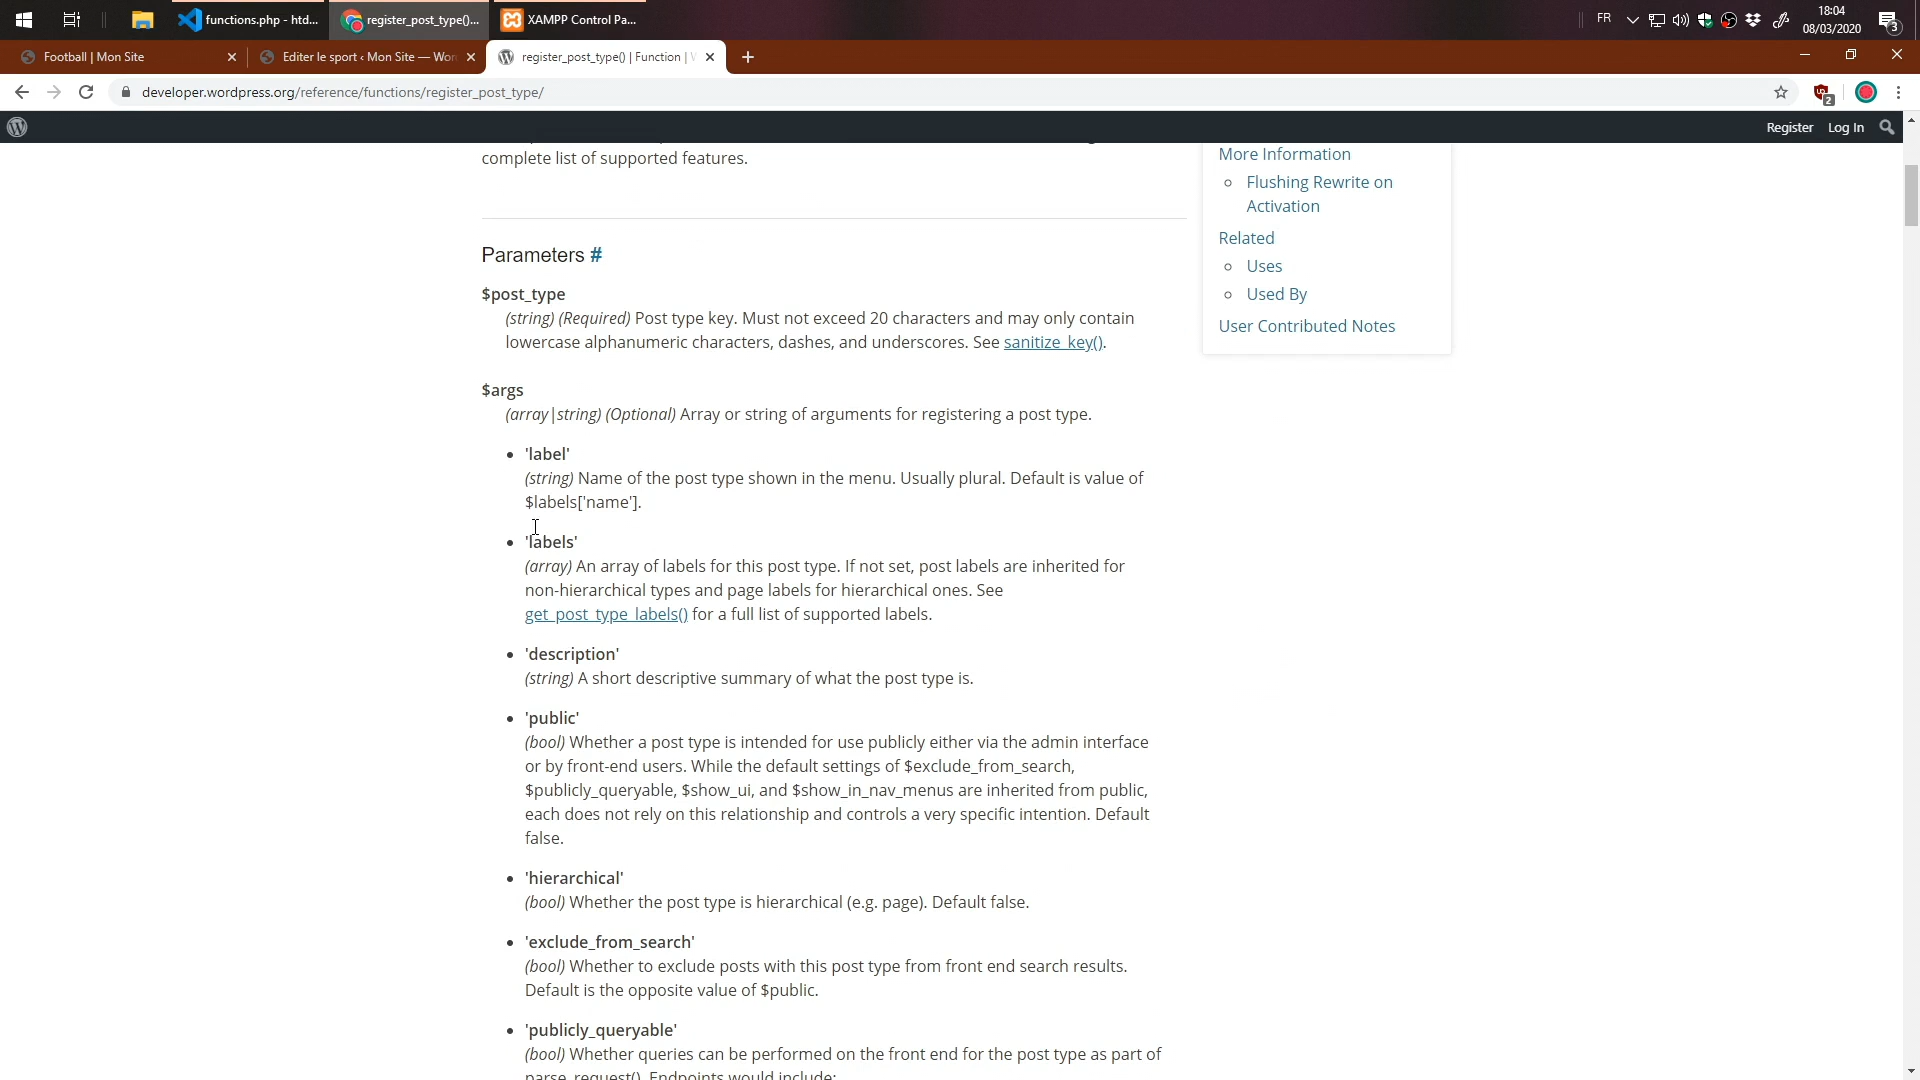 functions.php - htd...
register_post_type()...
XAMPP Control Pa...
FR
18:04
08/03/2020
3
Football | Mon Site
Editer le sport ‹ Mon Site — Wor
register_post_type() | Function |
developer.wordpress.org/reference/functions/register_post_type/
2
Register
Log In
complete list of supported features.
Parameters #
$post_type
(string) (Required) Post type key. Must not exceed 20 characters and may only contain
lowercase alphanumeric characters, dashes, and underscores. See sanitize_key().
$args
(array|string) (Optional) Array or string of arguments for registering a post type.
• 'label'
(string) Name of the post type shown in the menu. Usually plural. Default is value of
$labels['name'].
• 'labels'
(array) An array of labels for this post type. If not set, post labels are inherited for
non-hierarchical types and page labels for hierarchical ones. See
get_post_type_labels() for a full list of supported labels.
• 'description'
(string) A short descriptive summary of what the post type is.
• 'public'
(bool) Whether a post type is intended for use publicly either via the admin interface
or by front-end users. While the default settings of $exclude_from_search,
$publicly_queryable, $show_ui, and $show_in_nav_menus are inherited from public,
each does not rely on this relationship and controls a very specific intention. Default
false.
• 'hierarchical'
(bool) Whether the post type is hierarchical (e.g. page). Default false.
• 'exclude_from_search'
(bool) Whether to exclude posts with this post type from front end search results.
Default is the opposite value of $public.
• 'publicly_queryable'
(bool) Whether queries can be performed on the front end for the post type as part of
parse_request(). Endpoints would include:
More Information
Flushing Rewrite on
Activation
Related
Uses
Used By
User Contributed Notes